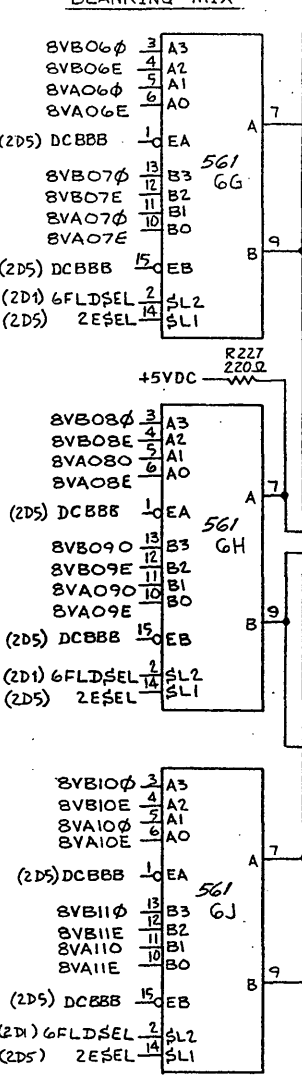 BLANKING MIX
8VB06Ø 3 A3
8VB06E 4 A2
8VA06Ø 5 A1
8VA06E 6 A0
A 7
(2D5) DCBBB 1 EA
561
6G
8VB07Ø 13 B3
8VB07E 12 B2
8VA07Ø 11 B1
8VA07E 10 B0
B 9
(2D5) DCBBB 15 EB
(2D1) 6FLDSEL 2 SL2
(2D5) 2ESEL 14 SL1
R227
220Ω
+5VDC
8VB08Ø 3 A3
8VB08E 4 A2
8VA080 5 A1
8VA08E 6 A0
A 7
(2D5) DCBBB 1 EA
561
6H
8VB090 13 B3
8VB09E 12 B2
8VA090 11 B1
8VA09E 10 B0
B 9
(2D5) DCBBB 15 EB
(2D1) 6FLDSEL 2 SL2
(2D5) 2ESEL 14 SL1
8VB10Ø 3 A3
8VB10E 4 A2
8VA10Ø 5 A1
8VA10E 6 A0
A 7
(2D5) DCBBB 1 EA
561
6J
8VB11Ø 13 B3
8VB11E 12 B2
8VA110 11 B1
8VA11E 10 B0
B 9
(2D5) DCBBB 15 EB
(2D1) 6FLDSEL 2 SL2
(2D5) 2ESEL 14 SL1